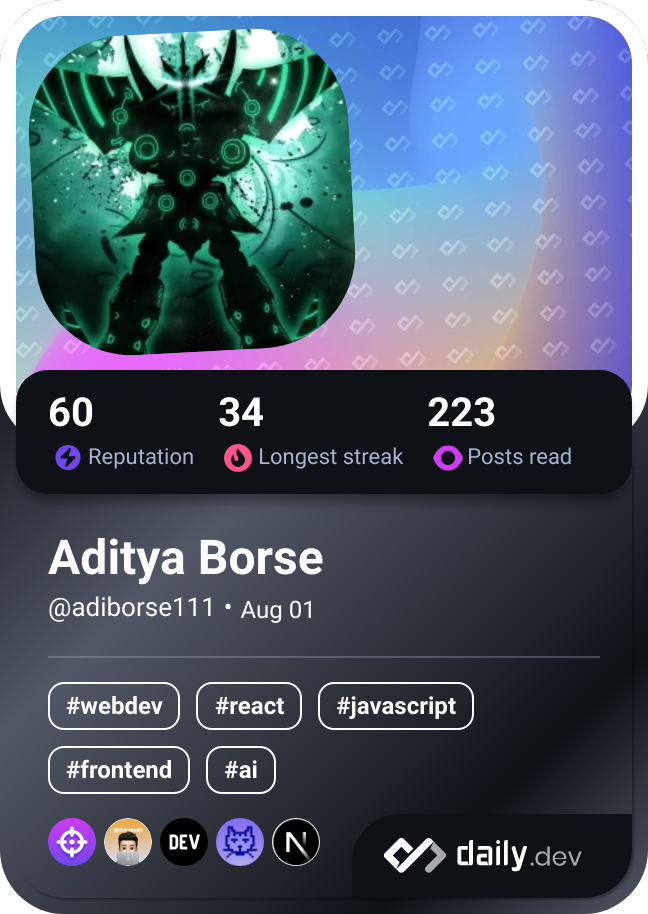 60 34 223
Reputation Longest streak Posts read
Aditya Borse
@adiborse111 • Aug 01
#webdev #react #javascript
#frontend #ai
DEV N daily.dev